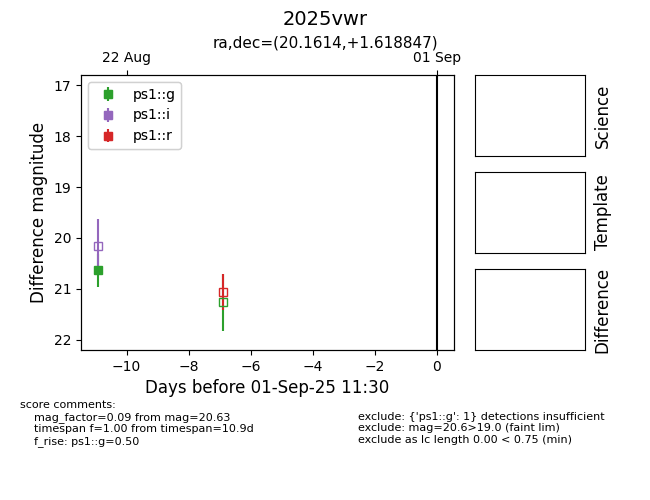 2025vwr
ra,dec=(20.1614,+1.618847)
22 Aug
01 Sep
17
18
19
20
21
22
Difference magnitude
ps1::g
ps1::i
ps1::r
−10
−8
−6
−4
−2
0
Days before 01-Sep-25 11:30
Science
Template
Difference
score comments:
mag_factor=0.09 from mag=20.63
timespan f=1.00 from timespan=10.9d
f_rise: ps1::g=0.50
exclude: {'ps1::g': 1} detections insufficient
exclude: mag=20.6>19.0 (faint lim)
exclude as lc length 0.00 < 0.75 (min)